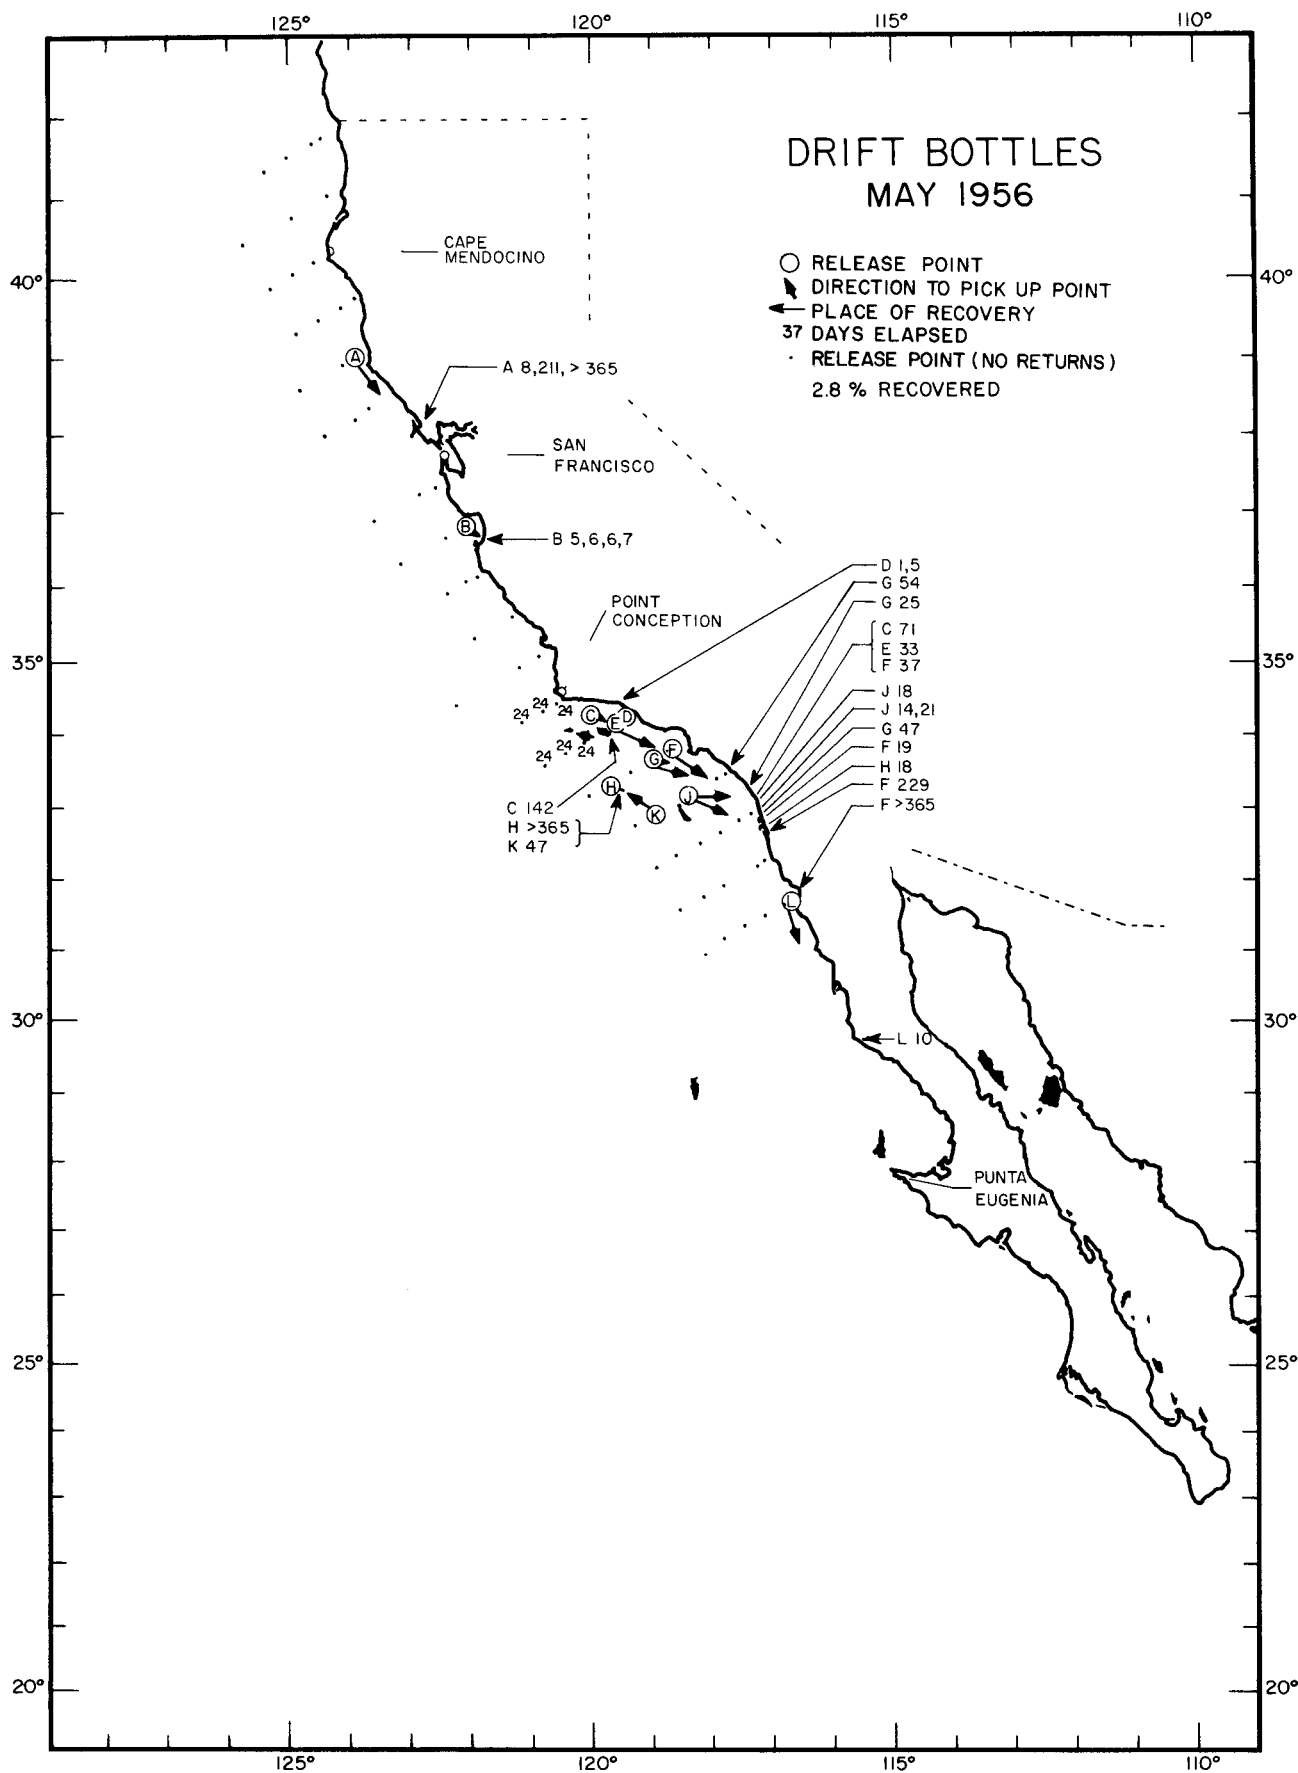 125°
120°
115°
110°
DRIFT BOTTLES
MAY 1956
RELEASE POINT
DIRECTION TO PICK UP POINT
PLACE OF RECOVERY
37 DAYS ELAPSED
RELEASE POINT (NO RETURNS)
2.8 % RECOVERED
CAPE
MENDOCINO
40°
40°
A
A 8,211, > 365
SAN
FRANCISCO
B
B 5,6,6,7
POINT
CONCEPTION
D 1,5
G 54
G 25
C 71
E 33
F 37
J 18
J 14,21
G 47
F 19
H 18
F 229
F >365
35°
35°
24
24
24
24
24
24
C
E
D
F
G
H
J
K
C 142
H >365
K 47
L
30°
30°
L 10
PUNTA
EUGENIA
25°
25°
20°
20°
125°
120°
115°
110°